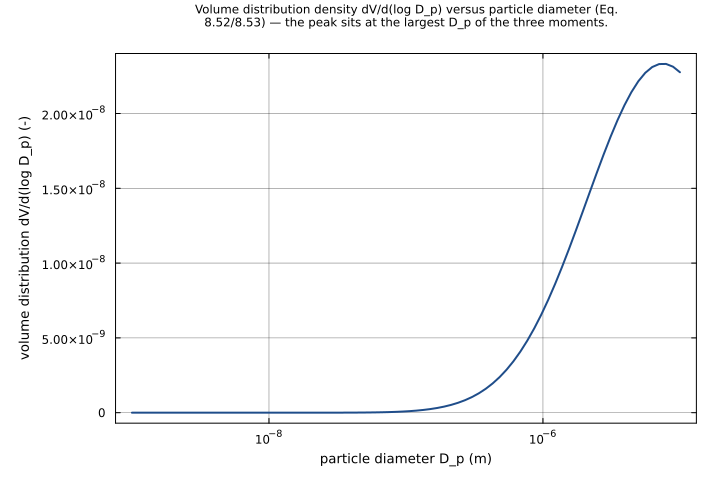 Volume distribution density dV/d(log D_p) versus particle diameter (Eq.
8.52/8.53) — the peak sits at the largest D_p of the three moments.
volume distribution dV/d(log D_p) (-)
2.00×10⁻⁸
1.50×10⁻⁸
1.00×10⁻⁸
5.00×10⁻⁹
0
10⁻⁸ 10⁻⁶
particle diameter D_p (m)